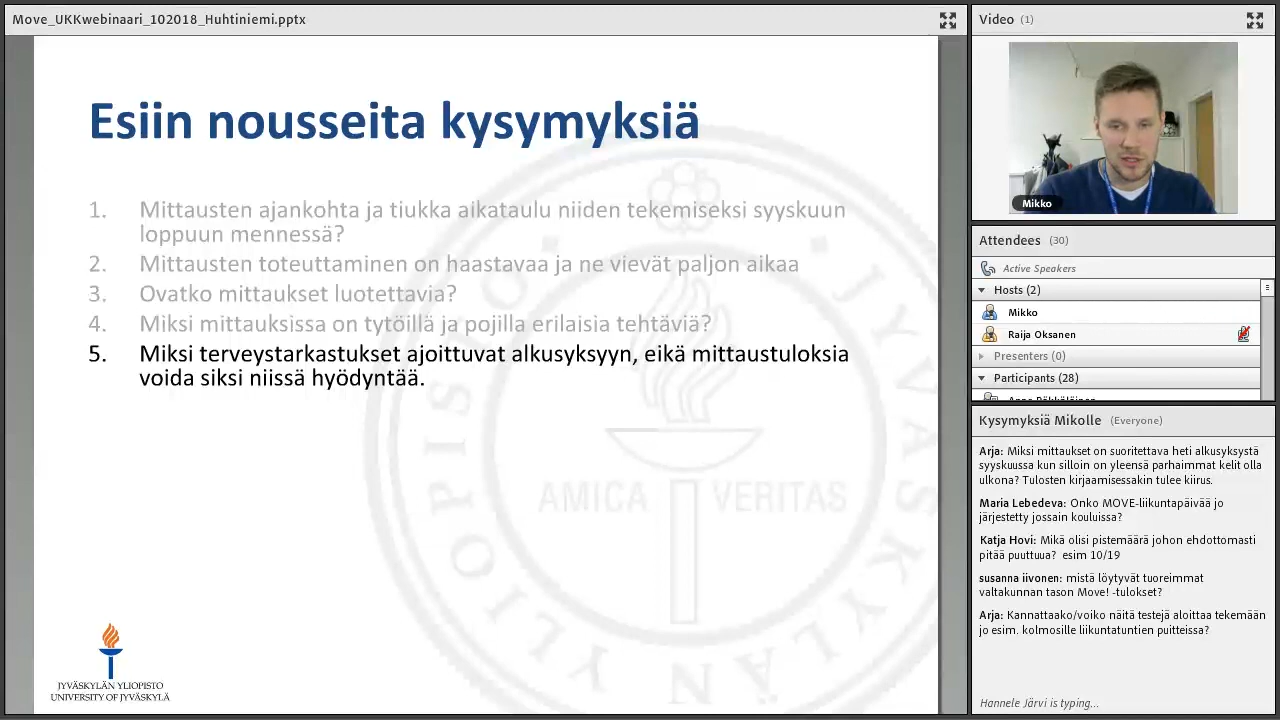 Move_UKKwebinaari_102018_Huhtiniemi.pptx
Esiin nousseita kysymyksiä
1. Mittausten ajankohta ja tiukka aikataulu niiden tekemiseksi syyskuun
loppuun mennessä?
2. Mittausten toteuttaminen on haastavaa ja ne vievät paljon aikaa
3. Ovatko mittaukset luotettavia?
4. Miksi mittauksissa on tytöillä ja pojilla erilaisia tehtäviä?
5. Miksi terveystarkastukset ajoittuvat alkusyksyyn, eikä mittaustuloksia
voida siksi niissä hyödyntää.
AMICA VERITAS
JYVÄSKYLÄN YLIOPISTO
JYVÄSKYLÄN YLIOPISTO
UNIVERSITY OF JYVÄSKYLÄ
Video (1)
Mikko
Attendees (30)
Active Speakers
Hosts (2)
Mikko
Raija Oksanen
Presenters (0)
Participants (28)
Kysymyksiä Mikolle (Everyone)
Arja: Miksi mittaukset on suoritettava heti alkusyksystä
syyskuussa kun silloin on yleensä parhaimmat kelit olla
ulkona? Tulosten kirjaamisessakin tulee kiirus.
Maria Lebedeva: Onko MOVE-liikuntapäivää jo
järjestetty jossain kouluissa?
Katja Hovi: Mikä olisi pistemäärä johon ehdottomasti
pitää puuttuua? esim 10/19
susanna iivonen: mistä löytyvät tuoreimmat
valtakunnan tason Move! -tulokset?
Arja: Kannattaako/voiko näitä testejä aloittaa tekemään
jo esim. kolmosille liikuntatuntien puitteissa?
Hannele Järvi is typing...